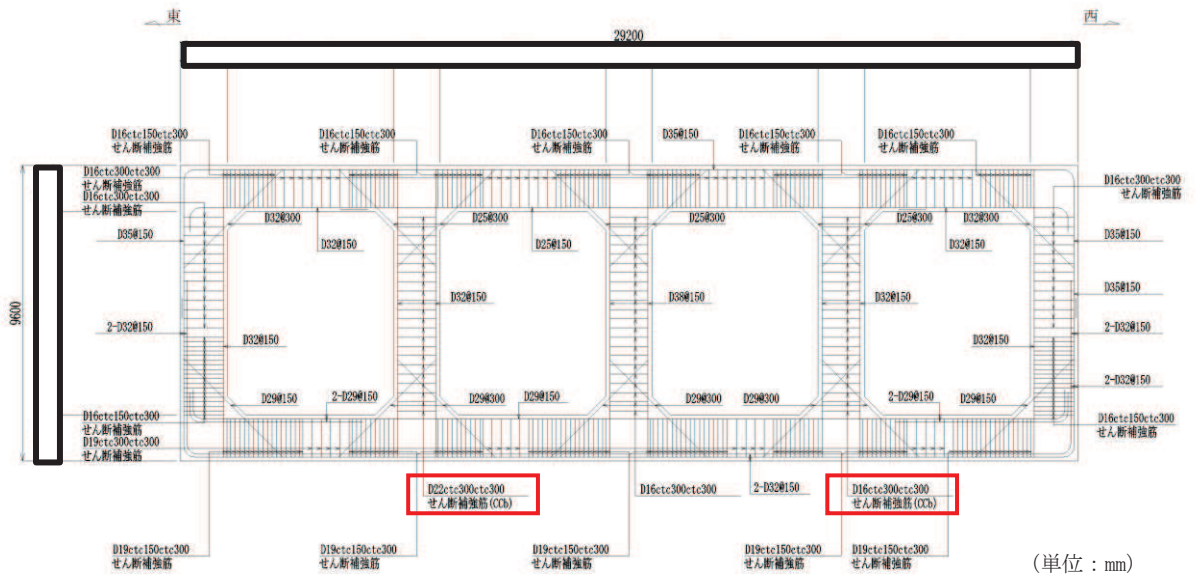 東
西
29200
D16ctc150ctc300
せん断補強筋
D16ctc150ctc300
せん断補強筋
D16ctc150ctc300
せん断補強筋
D35@150
D16ctc150ctc300
せん断補強筋
D16ctc150ctc300
せん断補強筋
D16ctc300ctc300
せん断補強筋
D16ctc300ctc300
せん断補強筋
D16ctc300ctc300
せん断補強筋
D32@300
D25@300
D25@300
D25@300
D32@300
D35@150
D32@150
D25@150
D32@150
D35@150
D32@150
D38@150
D32@150
D35@150
9600
2-D32@150
D32@150
D32@150
2-D32@150
D29@150
2-D29@150
D29@300
D29@150
D29@300
D29@300
2-D29@150
D29@150
2-D32@150
D16ctc150ctc300
せん断補強筋
D16ctc150ctc300
せん断補強筋
D19ctc300ctc300
せん断補強筋
D22ctc300ctc300
せん断補強筋(CCb)
D16ctc300ctc300
2-D32@150
D16ctc300ctc300
せん断補強筋(CCb)
D19ctc150ctc300
せん断補強筋
D19ctc150ctc300
せん断補強筋
D19ctc150ctc300
せん断補強筋
D19ctc150ctc300
せん断補強筋
D19ctc150ctc300
せん断補強筋
(単位：mm)